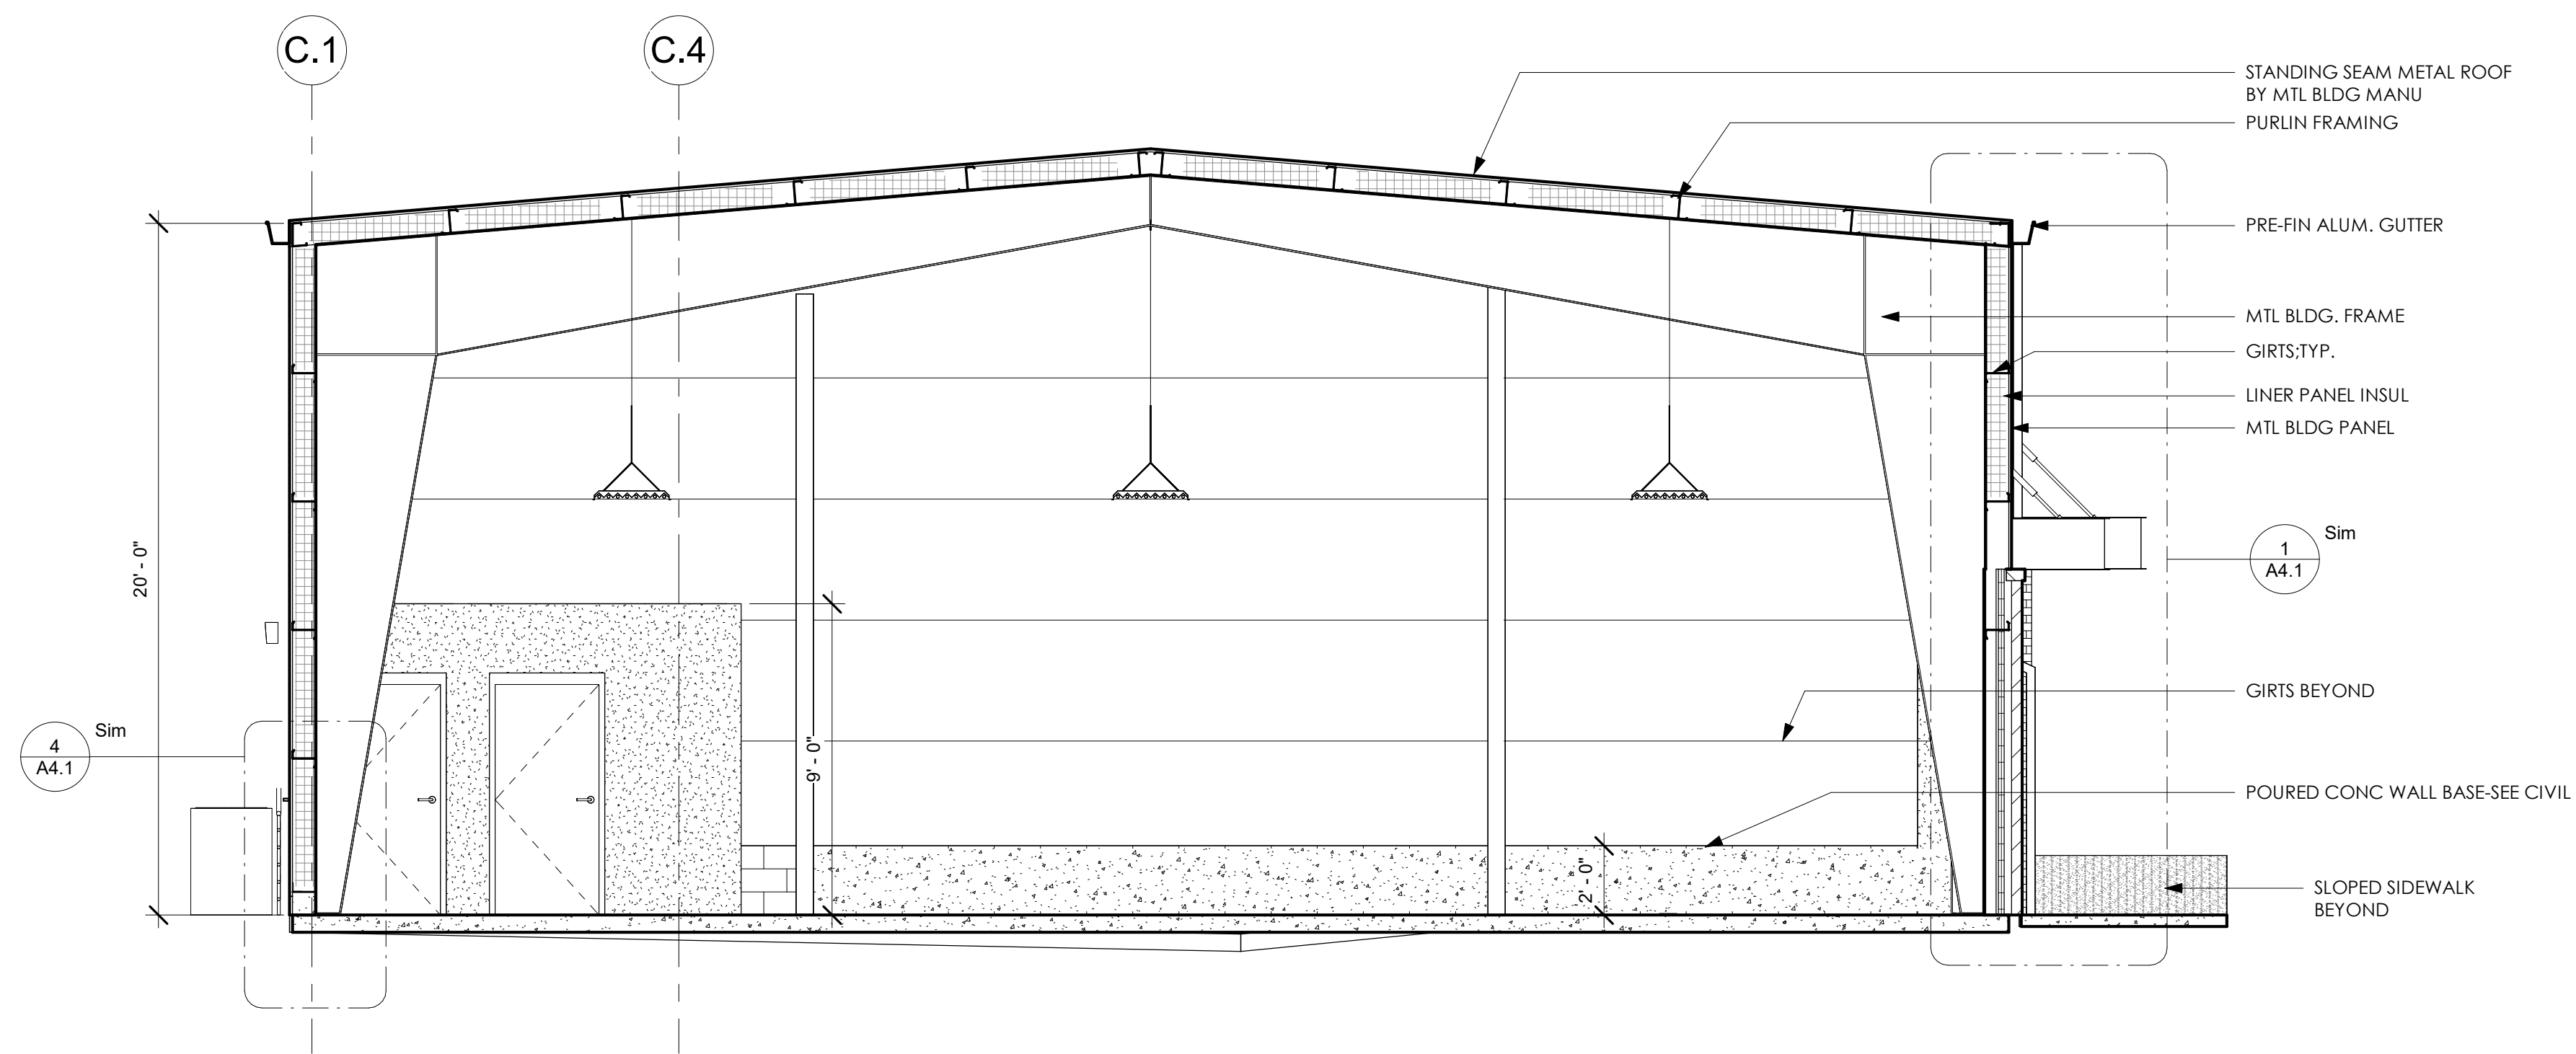 C.1
C.4
STANDING SEAM METAL ROOF
BY MTL BLDG MANU
PURLIN FRAMING
PRE-FIN ALUM. GUTTER
MTL BLDG. FRAME
GIRTS;TYP.
LINER PANEL INSUL
MTL BLDG PANEL
20' - 0"
Sim
1
A4.1
GIRTS BEYOND
Sim
4
A4.1
9' - 0"
POURED CONC WALL BASE-SEE CIVIL
2' - 0"
SLOPED SIDEWALK
BEYOND